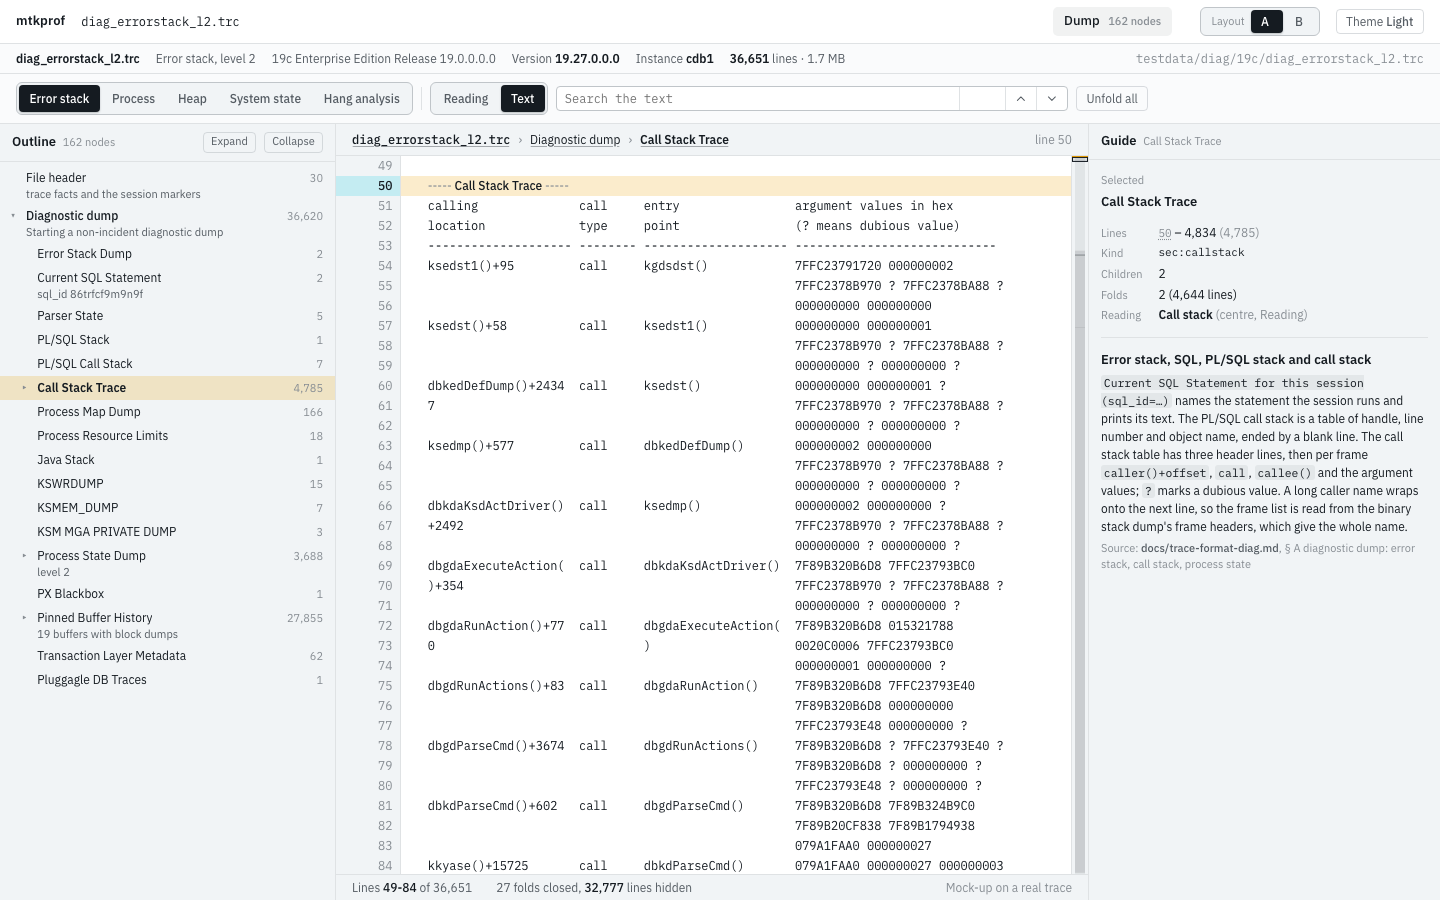 mtkprof diag_errorstack_l2.trc Dump 162 nodes Layout A B Theme Light
diag_errorstack_l2.trc Error stack, level 2 19c Enterprise Edition Release 19.0.0.0.0 Version 19.27.0.0.0 Instance cdb1 36,651 lines · 1.7 MB testdata/diag/19c/diag_errorstack_l2.trc
Error stack Process Heap System state Hang analysis Reading Text Search the text Unfold all
Outline 162 nodes Expand Collapse
File header 30
trace facts and the session markers
Diagnostic dump 36,620
Starting a non-incident diagnostic dump
Error Stack Dump 2
Current SQL Statement 2
sql_id 86trfcf9m9n9f
Parser State 5
PL/SQL Stack 1
PL/SQL Call Stack 7
Call Stack Trace 4,785
Process Map Dump 166
Process Resource Limits 18
Java Stack 1
KSWRDUMP 15
KSMEM_DUMP 7
KSM MGA PRIVATE DUMP 3
Process State Dump 3,688
level 2
PX Blackbox 1
Pinned Buffer History 27,855
19 buffers with block dumps
Transaction Layer Metadata 62
Pluggagle DB Traces 1
diag_errorstack_l2.trc › Diagnostic dump › Call Stack Trace line 50
49
50 ----- Call Stack Trace -----
51 calling call entry argument values in hex
52 location type point (? means dubious value)
53 -------------------- -------- -------------------- ----------------------------
54 ksedst1()+95 call kgdsdst() 7FFC23791720 000000002
55 7FFC2378B970 ? 7FFC2378BA88 ?
56 000000000 000000000
57 ksedst()+58 call ksedst1() 000000000 000000001
58 7FFC2378B970 ? 7FFC2378BA88 ?
59 000000000 ? 000000000 ?
60 dbkedDefDump()+2434 call ksedst() 000000000 000000001 ?
61 7 7FFC2378B970 ? 7FFC2378BA88 ?
62 000000000 ? 000000000 ?
63 ksedmp()+577 call dbkedDefDump() 000000002 000000000
64 7FFC2378B970 ? 7FFC2378BA88 ?
65 000000000 ? 000000000 ?
66 dbkdaKsdActDriver() call ksedmp() 000000002 000000000 ?
67 +2492 7FFC2378B970 ? 7FFC2378BA88 ?
68 000000000 ? 000000000 ?
69 dbgdaExecuteAction( call dbkdaKsdActDriver() 7F89B320B6D8 7FFC23793BC0
70 )+354 7FFC2378B970 ? 7FFC2378BA88 ?
71 000000000 ? 000000000 ?
72 dbgdaRunAction()+77 call dbgdaExecuteAction( 7F89B320B6D8 015321788
73 0 ) 0020C0006 7FFC23793BC0
74 000000001 000000000 ?
75 dbgdRunActions()+83 call dbgdaRunAction() 7F89B320B6D8 7FFC23793E40
76 7F89B320B6D8 000000000
77 7FFC23793E48 000000000 ?
78 dbgdParseCmd()+3674 call dbgdRunActions() 7F89B320B6D8 ? 7FFC23793E40 ?
79 7F89B320B6D8 ? 000000000 ?
80 7FFC23793E48 ? 000000000 ?
81 dbkdParseCmd()+602 call dbgdParseCmd() 7F89B320B6D8 7F89B324B9C0
82 7F89B20CF838 7F89B1794938
83 079A1FAA0 000000027
84 kkyase()+15725 call dbkdParseCmd() 079A1FAA0 000000027 000000003
Lines 49-84 of 36,651 27 folds closed, 32,777 lines hidden Mock-up on a real trace
Guide Call Stack Trace
Selected
Call Stack Trace
Lines 50 – 4,834 (4,785)
Kind sec:callstack
Children 2
Folds 2 (4,644 lines)
Reading Call stack (centre, Reading)
Error stack, SQL, PL/SQL stack and call stack
Current SQL Statement for this session
(sql_id=…) names the statement the session runs and
prints its text. The PL/SQL call stack is a table of handle, line
number and object name, ended by a blank line. The call
stack table has three header lines, then per frame
caller()+offset, call, callee() and the argument
values; ? marks a dubious value. A long caller name wraps
onto the next line, so the frame list is read from the binary
stack dump's frame headers, which give the whole name.
Source: docs/trace-format-diag.md, § A diagnostic dump: error
stack, call stack, process state